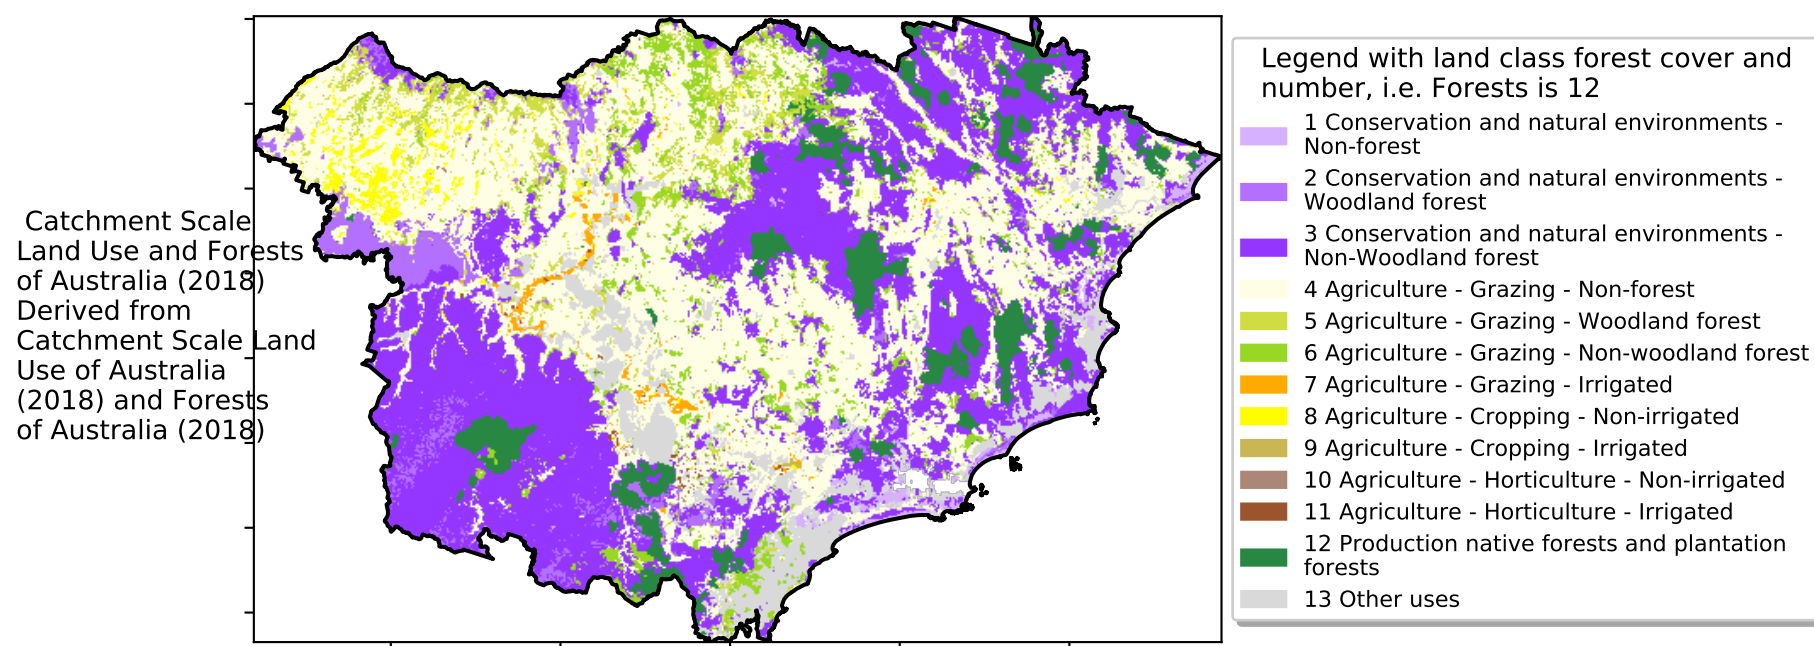 Catchment Scale
Land Use and Forests
of Australia (2018)
Derived from
Catchment Scale Land
Use of Australia
(2018) and Forests
of Australia (2018)
Legend with land class forest cover and
number, i.e. Forests is 12
1 Conservation and natural environments -
Non-forest
2 Conservation and natural environments -
Woodland forest
3 Conservation and natural environments -
Non-Woodland forest
4 Agriculture - Grazing - Non-forest
5 Agriculture - Grazing - Woodland forest
6 Agriculture - Grazing - Non-woodland forest
7 Agriculture - Grazing - Irrigated
8 Agriculture - Cropping - Non-irrigated
9 Agriculture - Cropping - Irrigated
10 Agriculture - Horticulture - Non-irrigated
11 Agriculture - Horticulture - Irrigated
12 Production native forests and plantation
forests
13 Other uses